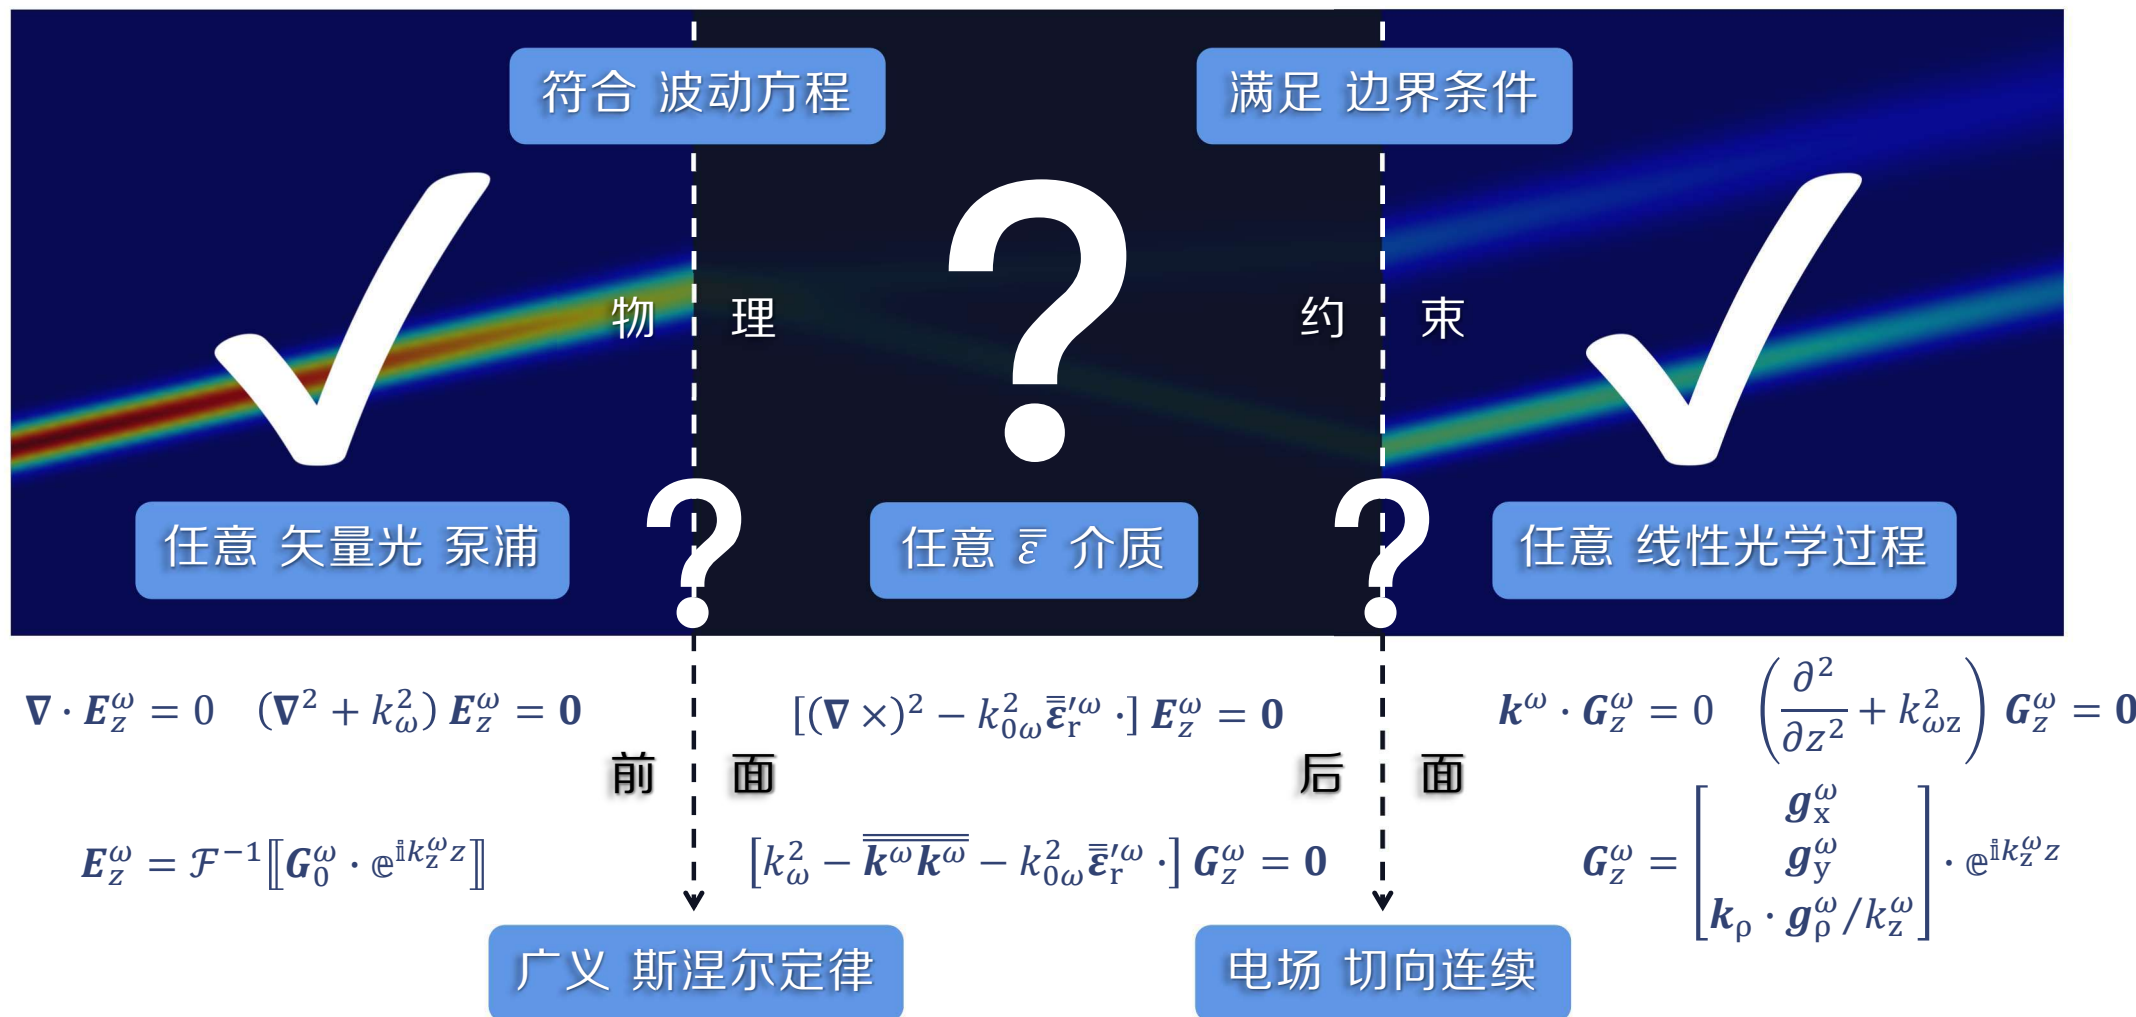 符合 波动方程
满足 边界条件
物 理
约 束
任意 矢量光 泵浦
任意 ε̿ 介质
任意 线性光学过程
∇ · E_z^ω = 0 (∇² + k_ω²) E_z^ω = 0
[(∇ ×)² − k_{0ω}² ε̿_r'^ω ·] E_z^ω = 0
k^ω · G_z^ω = 0 (∂²/∂z² + k_{ωz}²) G_z^ω = 0
前 面
后 面
E_z^ω = ℱ⁻¹⟦G_0^ω · 𝕖^{𝕚k_z^ω z}⟧
[k_ω² − \overline{\overline{k^ω k^ω}} − k_{0ω}² ε̿_r'^ω ·] G_z^ω = 0
G_z^ω = [g_x^ω; g_y^ω; k_ρ · g_ρ^ω / k_z^ω] · 𝕖^{𝕚k_z^ω z}
广义 斯涅尔定律
电场 切向连续